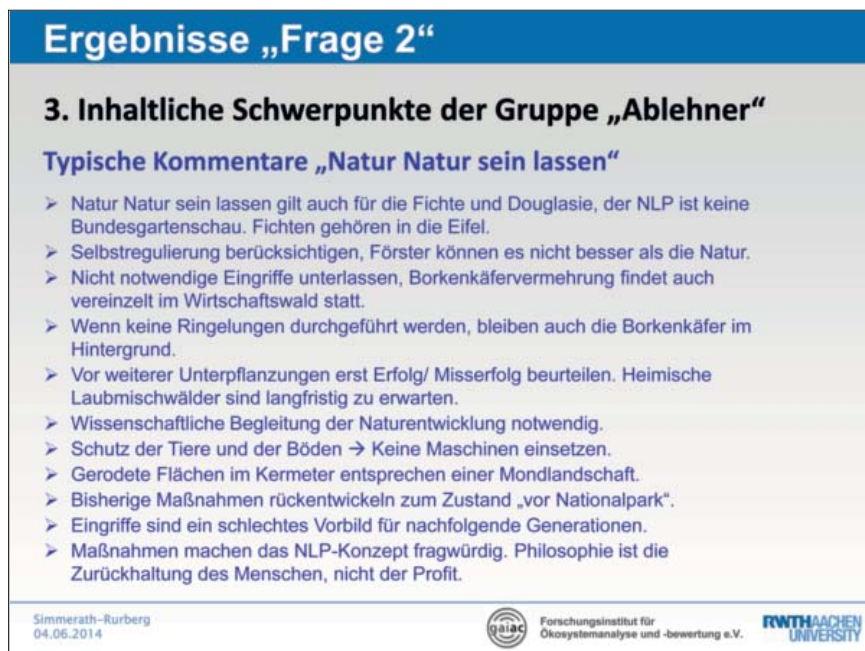 Ergebnisse „Frage 2“
3. Inhaltliche Schwerpunkte der Gruppe „Ablehner“
Typische Kommentare „Natur Natur sein lassen“
➢ Natur Natur sein lassen gilt auch für die Fichte und Douglasie, der NLP ist keine
Bundesgartenschau. Fichten gehören in die Eifel.
➢ Selbstregulierung berücksichtigen, Förster können es nicht besser als die Natur.
➢ Nicht notwendige Eingriffe unterlassen, Borkenkäfervermehrung findet auch
vereinzelt im Wirtschaftswald statt.
➢ Wenn keine Ringelungen durchgeführt werden, bleiben auch die Borkenkäfer im
Hintergrund.
➢ Vor weiterer Unterpflanzungen erst Erfolg/ Misserfolg beurteilen. Heimische
Laubmischwälder sind langfristig zu erwarten.
➢ Wissenschaftliche Begleitung der Naturentwicklung notwendig.
➢ Schutz der Tiere und der Böden → Keine Maschinen einsetzen.
➢ Gerodete Flächen im Kermeter entsprechen einer Mondlandschaft.
➢ Bisherige Maßnahmen rückentwickeln zum Zustand „vor Nationalpark“.
➢ Eingriffe sind ein schlechtes Vorbild für nachfolgende Generationen.
➢ Maßnahmen machen das NLP-Konzept fragwürdig. Philosophie ist die
Zurückhaltung des Menschen, nicht der Profit.
Simmerath-Rurberg
04.06.2014
gaiac
Forschungsinstitut für
Ökosystemanalyse und -bewertung e.V.
RWTHAACHEN
UNIVERSITY